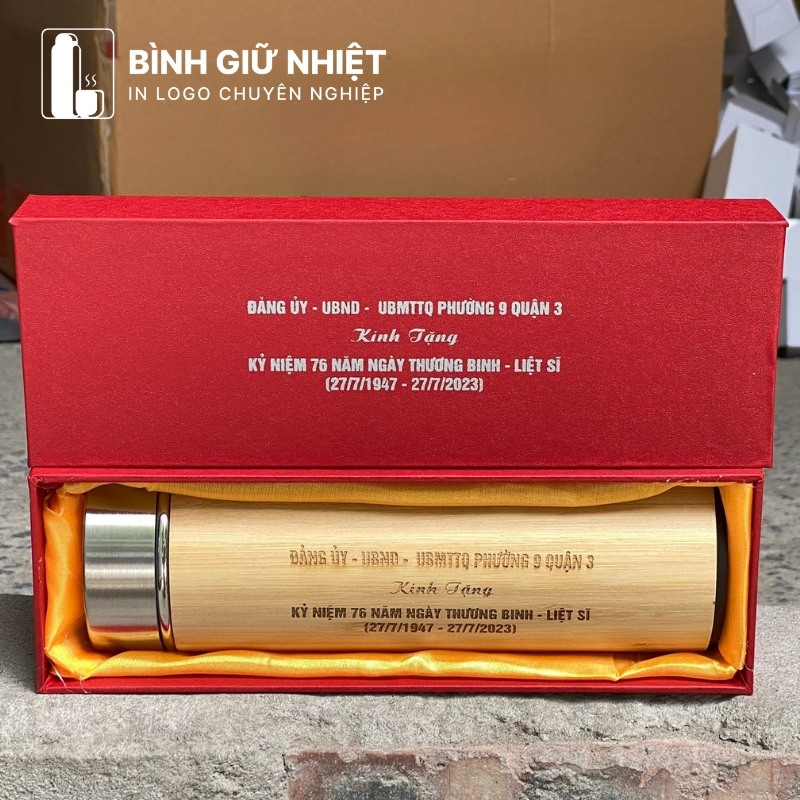 BÌNH GIỮ NHIỆT
IN LOGO CHUYÊN NGHIỆP
ĐẢNG ỦY - UBND - UBMTTQ PHƯỜNG 9 QUẬN 3
Kính Tặng
KỶ NIỆM 76 NĂM NGÀY THƯƠNG BINH - LIỆT SĨ
(27/7/1947 - 27/7/2023)
ĐẢNG ỦY - UBND - UBMTTQ PHƯỜNG 9 QUẬN 3
Kính Tặng
KỶ NIỆM 76 NĂM NGÀY THƯƠNG BINH - LIỆT SĨ
(27/7/1947 - 27/7/2023)